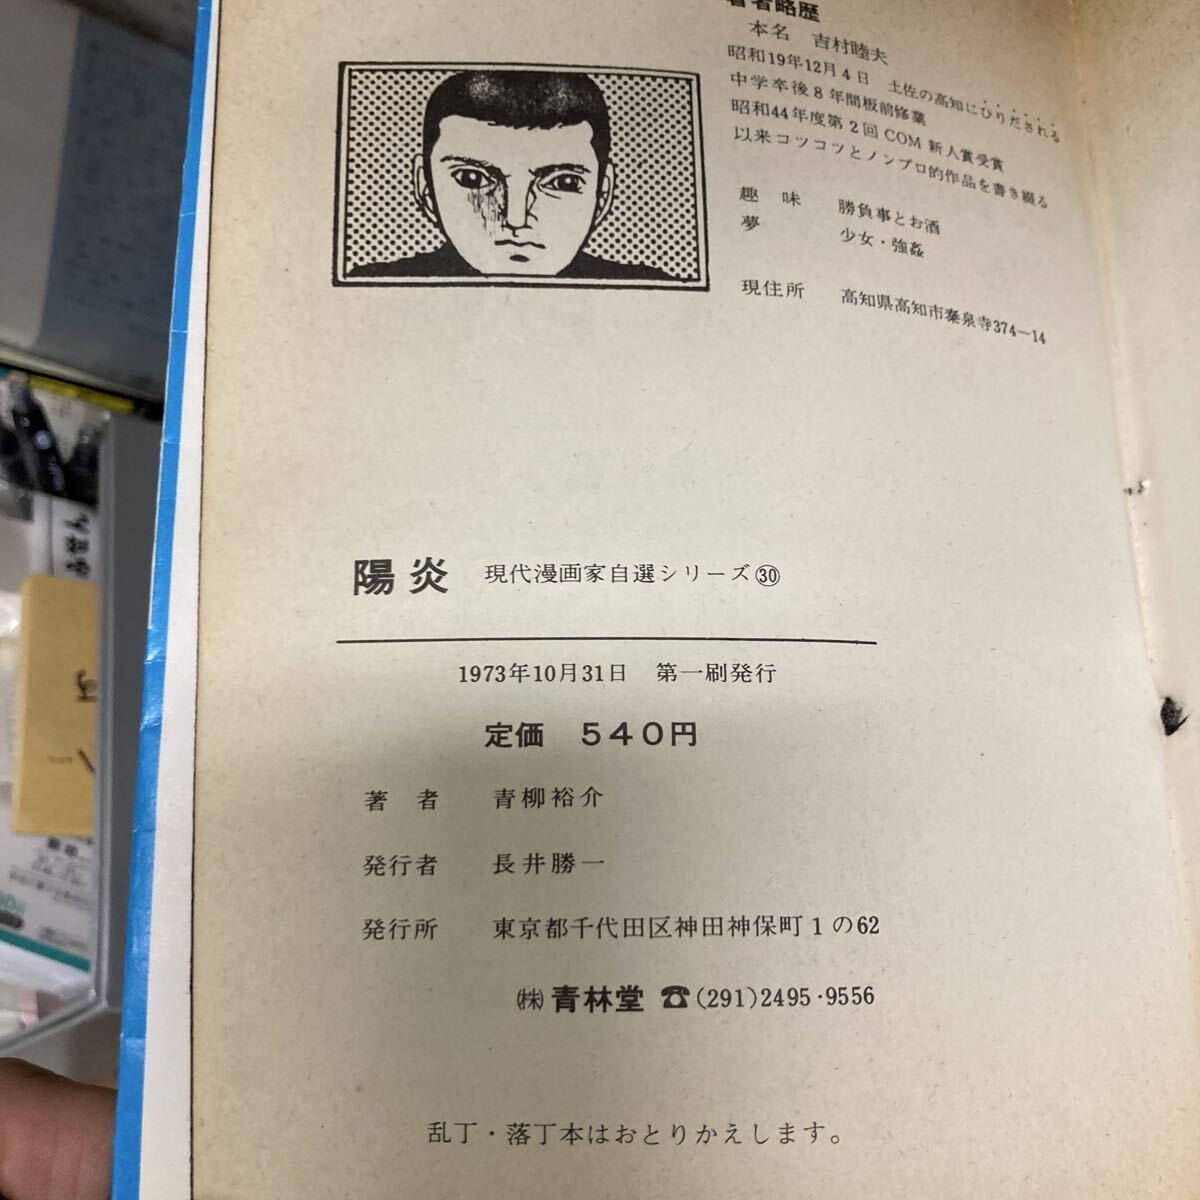 著者略歴
本名　吉村睦夫
昭和19年12月4日　土佐の高知にひりだされる
中学卒後8年間板前修業
昭和44年度第2回COM新人賞受賞
以来コツコツとノンプロ的作品を書き綴る
趣　味　勝負事とお酒
夢　少女・強姦
現住所　高知県高知市秦泉寺374―14
陽炎　現代漫画家自選シリーズ㉚
1973年10月31日　第一刷発行
定価　540円
著　者　青柳裕介
発行者　長井勝一
発行所　東京都千代田区神田神保町1の62
㈱青林堂　☎(291)2495・9556
乱丁・落丁本はおとりかえします。